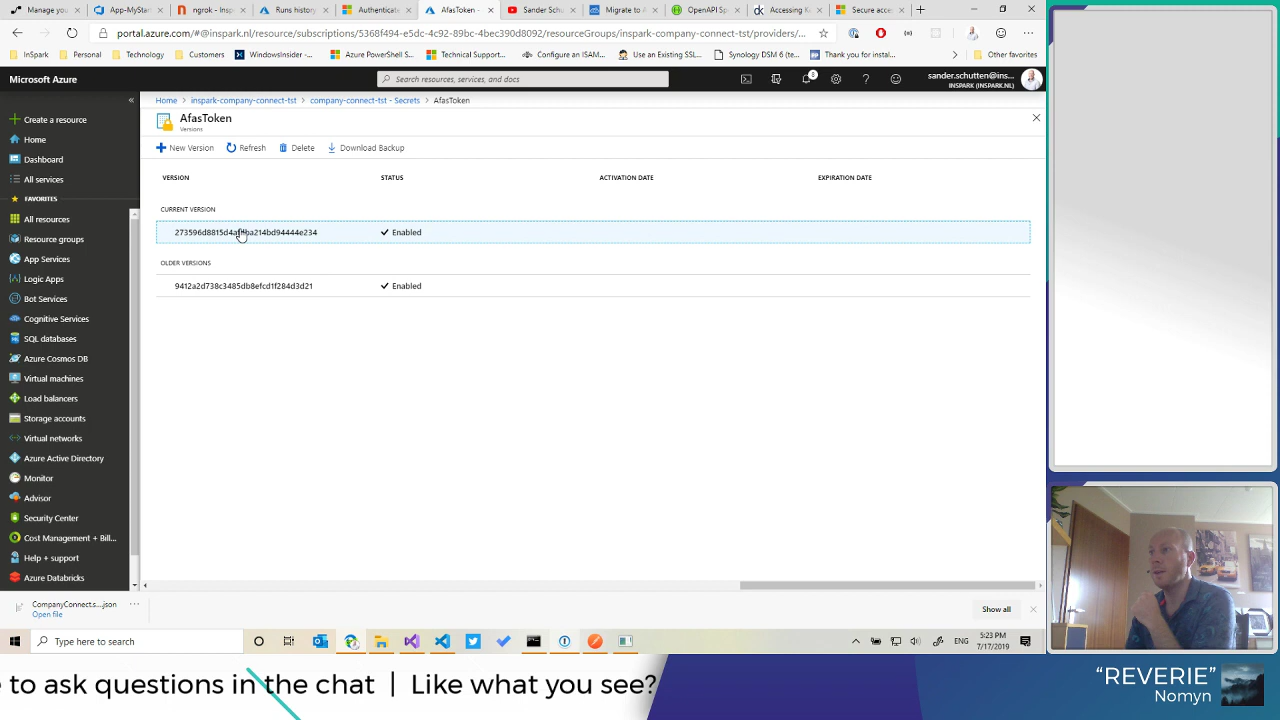 Manage you
App-MySta
ngrok - Ins
Runs history
Authenticate
AfasToken -
Sander Schu
Migrate to A
OpenAPI Sp
Accessing K
Secure acce
portal.azure.com/#@inspark.nl/resource/subscriptions/5368f494-e5dc-4c92-89bc-4bec390d8092/resourceGroups/inspark-company-connect-tst/providers/...
InSpark
Personal
Technology
Customers
Azure PowerShell S...
WindowsInsider -...
Technical Support...
Configure an ISAM...
Use an Existing SSL...
Synology DSM 6 (te...
Thank you for instal...
Other favorites
Microsoft Azure
Search resources, services, and docs
sander.schutten@ins...
INSPARK (INSPARK.NL)
Home > inspark-company-connect-tst > company-connect-tst - Secrets > AfasToken
AfasToken
Versions
New Version
Refresh
Delete
Download Backup
VERSION
STATUS
ACTIVATION DATE
EXPIRATION DATE
CURRENT VERSION
Enabled
OLDER VERSIONS
9412a2d738c3485db8efcd1f284d3d21
Enabled
Create a resource
Home
Dashboard
All services
FAVORITES
All resources
Resource groups
App Services
Logic Apps
Bot Services
Cognitive Services
SQL databases
Azure Cosmos DB
Virtual machines
Load balancers
Storage accounts
Virtual networks
Azure Active Directory
Monitor
Advisor
Security Center
Cost Management + Bill...
Help + support
Azure Databricks
CompanyConnect.s....json
Open file
Show all
Type here to search
ENG
5:23 PM
7/17/2019
e to ask questions in the chat | Like what you see?
"REVERIE"
Nomyn